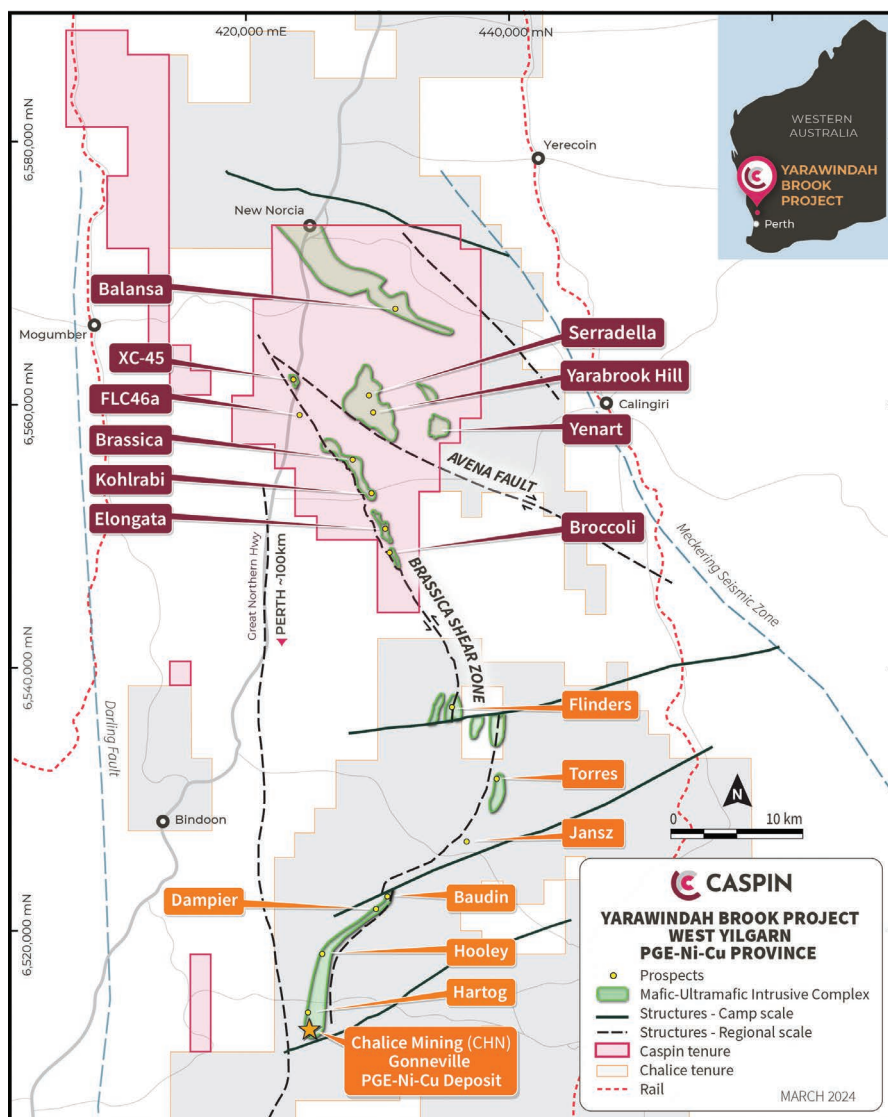 420,000 mE
440,000 mN
6,580,000 mN
6,560,000 mN
6,540,000 mN
6,520,000 mN
WESTERN
AUSTRALIA
YARAWINDAH
BROOK
PROJECT
Perth
Yerecoin
New Norcia
Balansa
Mogumber
XC-45
FLC46a
Brassica
Kohlrabi
Elongata
Serradella
Yarabrook Hill
Calingiri
Yenart
Broccoli
AVENA FAULT
BRASSICA SHEAR ZONE
Meckering Seismic Zone
Great Northern Hwy
PERTH ~100km
Darling Fault
Bindoon
Flinders
Torres
Jansz
Baudin
Dampier
Hooley
Hartog
Chalice Mining (CHN)
Gonneville
PGE-Ni-Cu Deposit
N
0 10 km
CASPIN
YARAWINDAH BROOK PROJECT
WEST YILGARN
PGE-Ni-Cu PROVINCE
Prospects
Mafic-Ultramafic Intrusive Complex
Structures - Camp scale
Structures - Regional scale
Caspin tenure
Chalice tenure
Rail
MARCH 2024